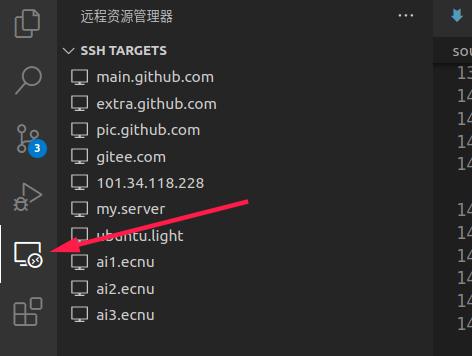 远程资源管理器
SSH TARGETS
main.github.com
extra.github.com
pic.github.com
gitee.com
101.34.118.228
my.server
ubuntu.light
ai1.ecnu
ai2.ecnu
ai3.ecnu
3
sou
13
14
14
14
14
14
14
14
14
14
14